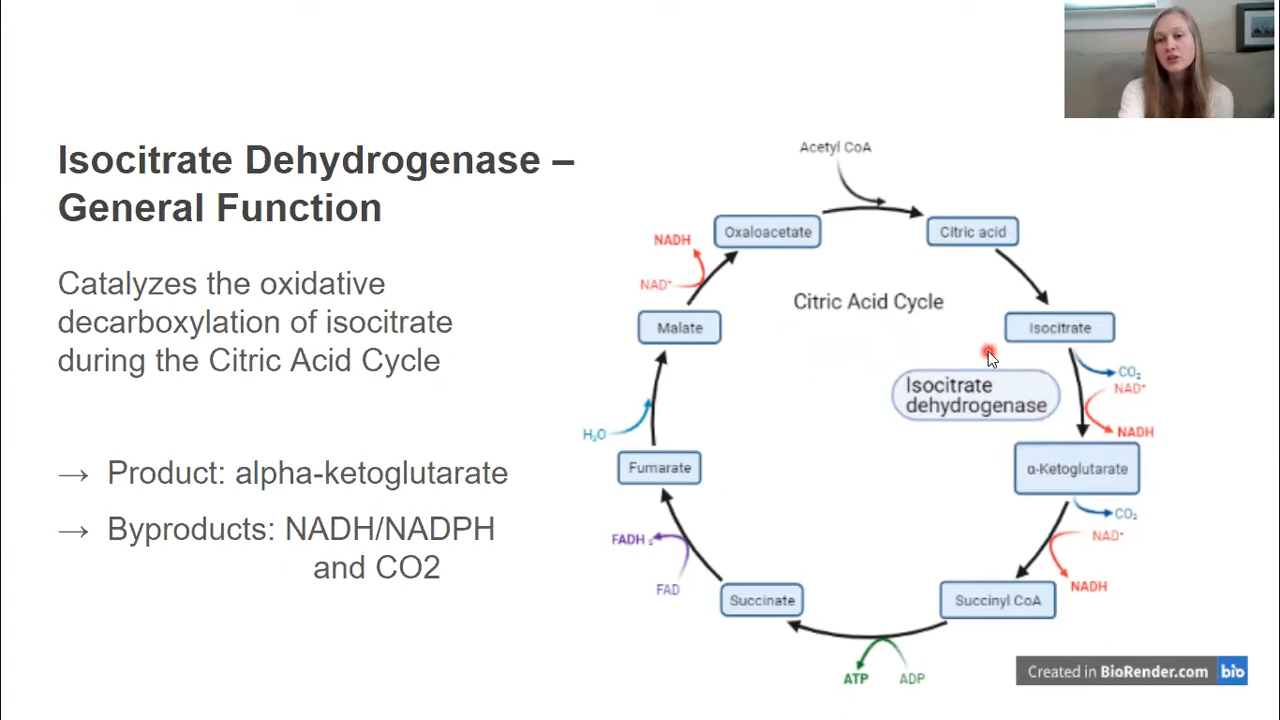 Isocitrate Dehydrogenase –
General Function
Catalyzes the oxidative
decarboxylation of isocitrate
during the Citric Acid Cycle
→ Product: alpha-ketoglutarate
→ Byproducts: NADH/NADPH
and CO2
Acetyl CoA
Oxaloacetate
Citric acid
NADH
NAD⁺
Citric Acid Cycle
Malate
Isocitrate
CO₂
NAD⁺
Isocitrate
dehydrogenase
NADH
H₂O
Fumarate
α-Ketoglutarate
CO₂
NAD⁺
FADH₂
NADH
FAD
Succinate
Succinyl CoA
ATP
ADP
Created in BioRender.com bio